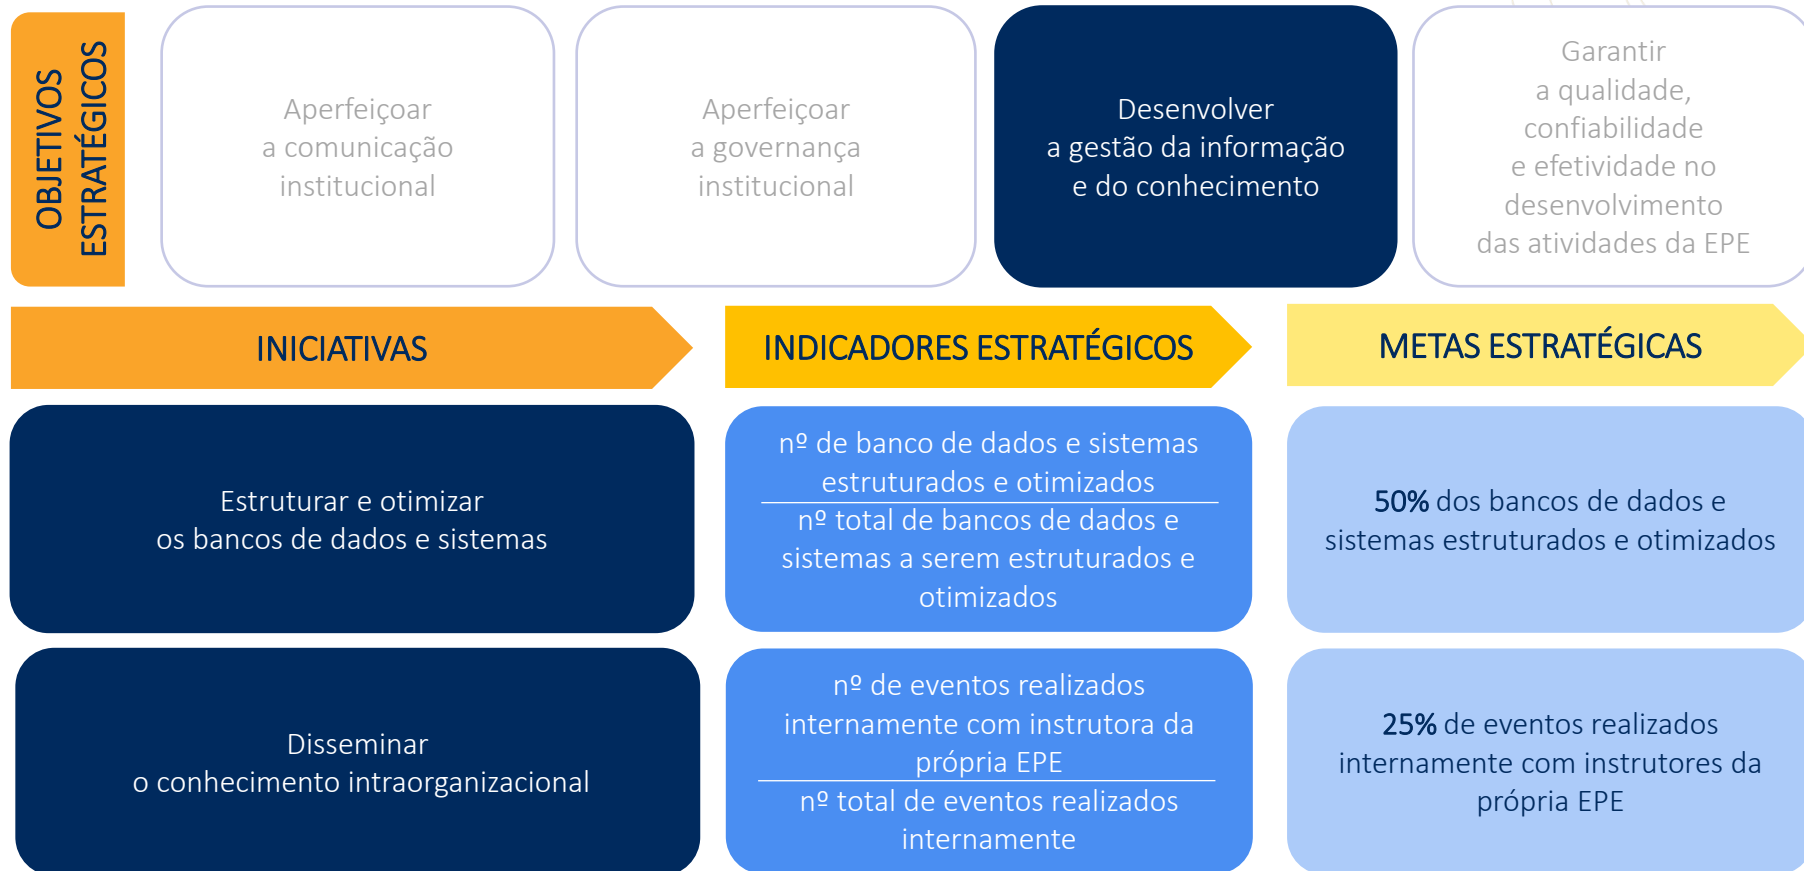 OBJETIVOS
ESTRATÉGICOS
Aperfeiçoar
a comunicação
institucional
Aperfeiçoar
a governança
institucional
Desenvolver
a gestão da informação
e do conhecimento
Garantir
a qualidade,
confiabilidade
e efetividade no
desenvolvimento
das atividades da EPE
INICIATIVAS
INDICADORES ESTRATÉGICOS
METAS ESTRATÉGICAS
Estruturar e otimizar
os bancos de dados e sistemas
nº de banco de dados e sistemas
estruturados e otimizados
nº total de bancos de dados e
sistemas a serem estruturados e
otimizados
50% dos bancos de dados e
sistemas estruturados e otimizados
Disseminar
o conhecimento intraorganizacional
nº de eventos realizados
internamente com instrutora da
própria EPE
nº total de eventos realizados
internamente
25% de eventos realizados
internamente com instrutores da
própria EPE